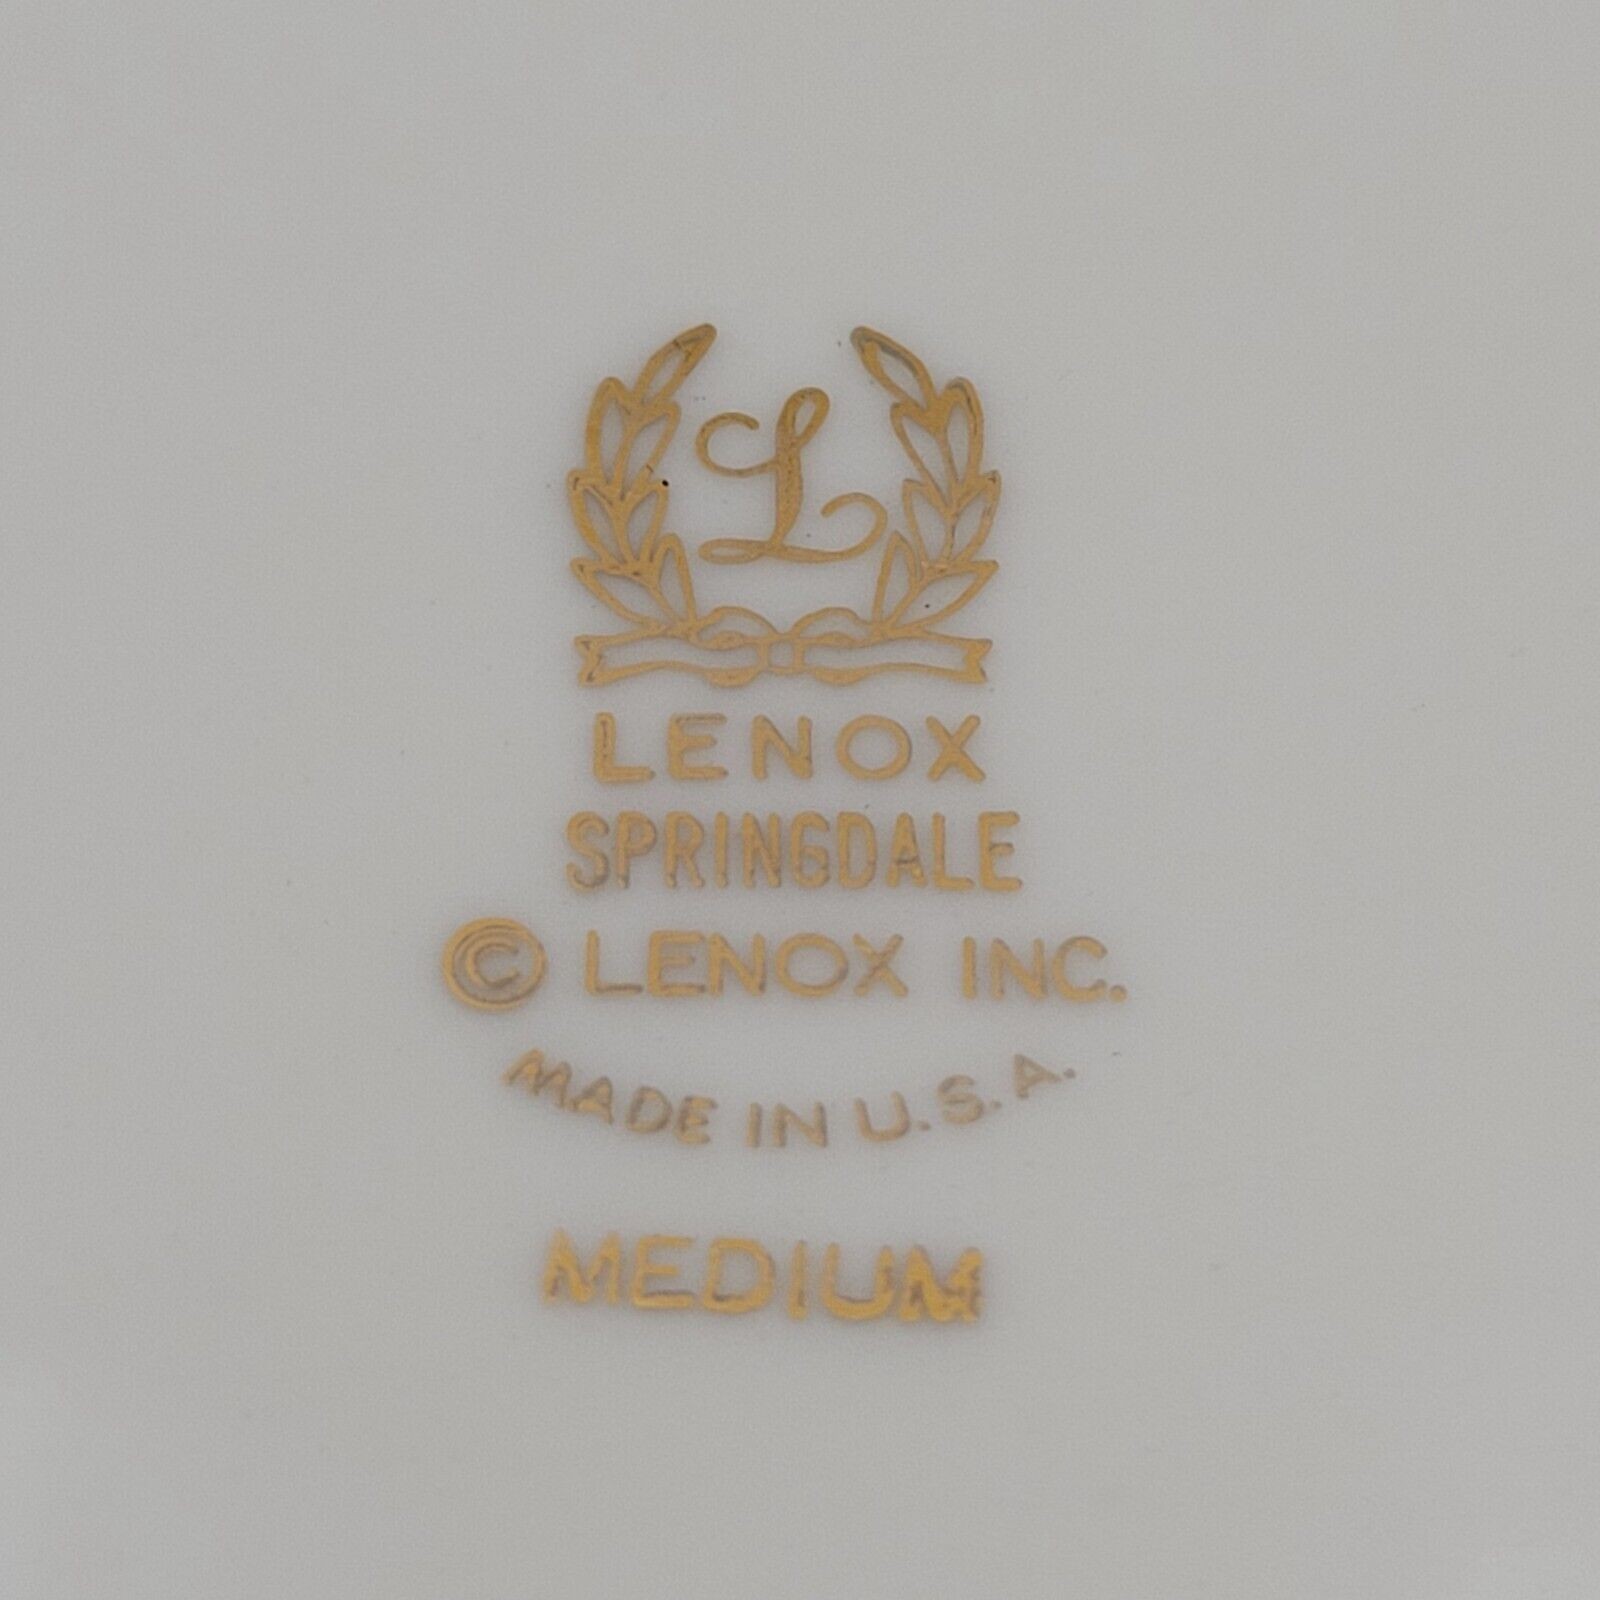 L
LENOX
SPRINGDALE
© LENOX INC.
MADE IN U.S.A.
MEDIUM